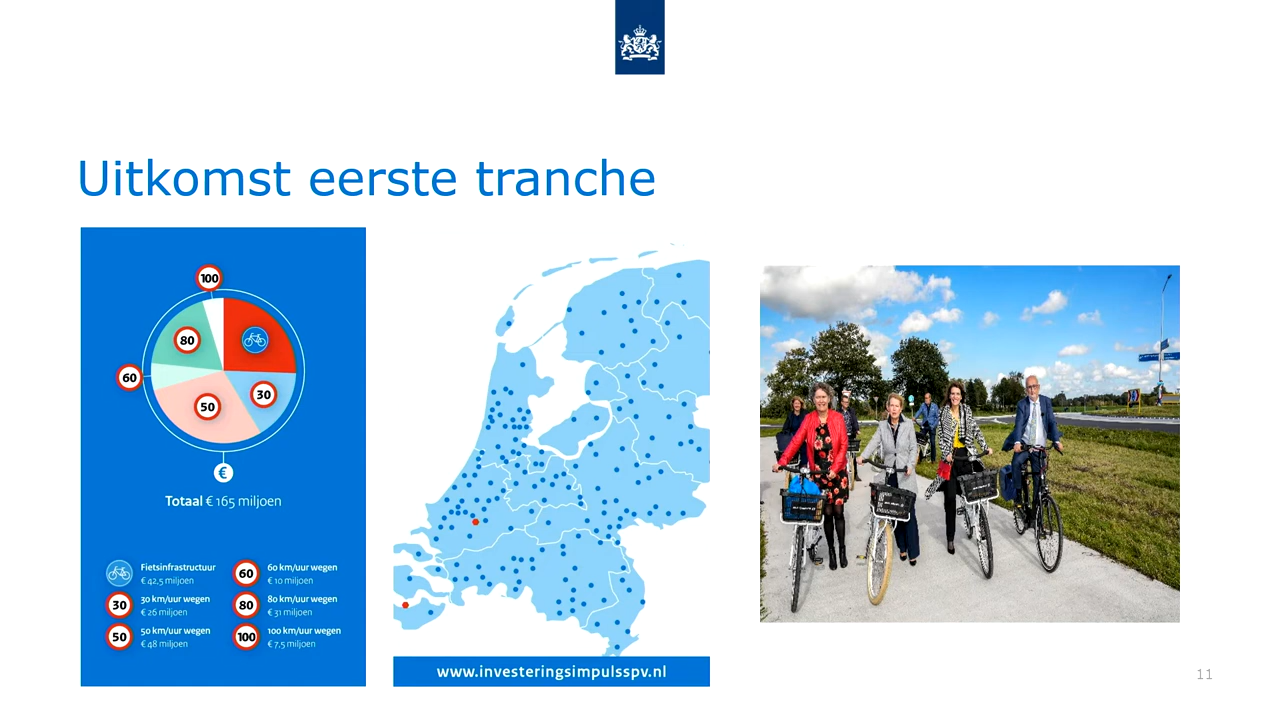 Uitkomst eerste tranche
100
80
60
30
50
€
Totaal € 165 miljoen
Fietsinfrastructuur
€ 42,5 miljoen
30
30 km/uur wegen
€ 26 miljoen
50
50 km/uur wegen
€ 48 miljoen
60
60 km/uur wegen
€ 10 miljoen
80
80 km/uur wegen
€ 31 miljoen
100
100 km/uur wegen
€ 7,5 miljoen
www.investeringsimpulsspv.nl
11